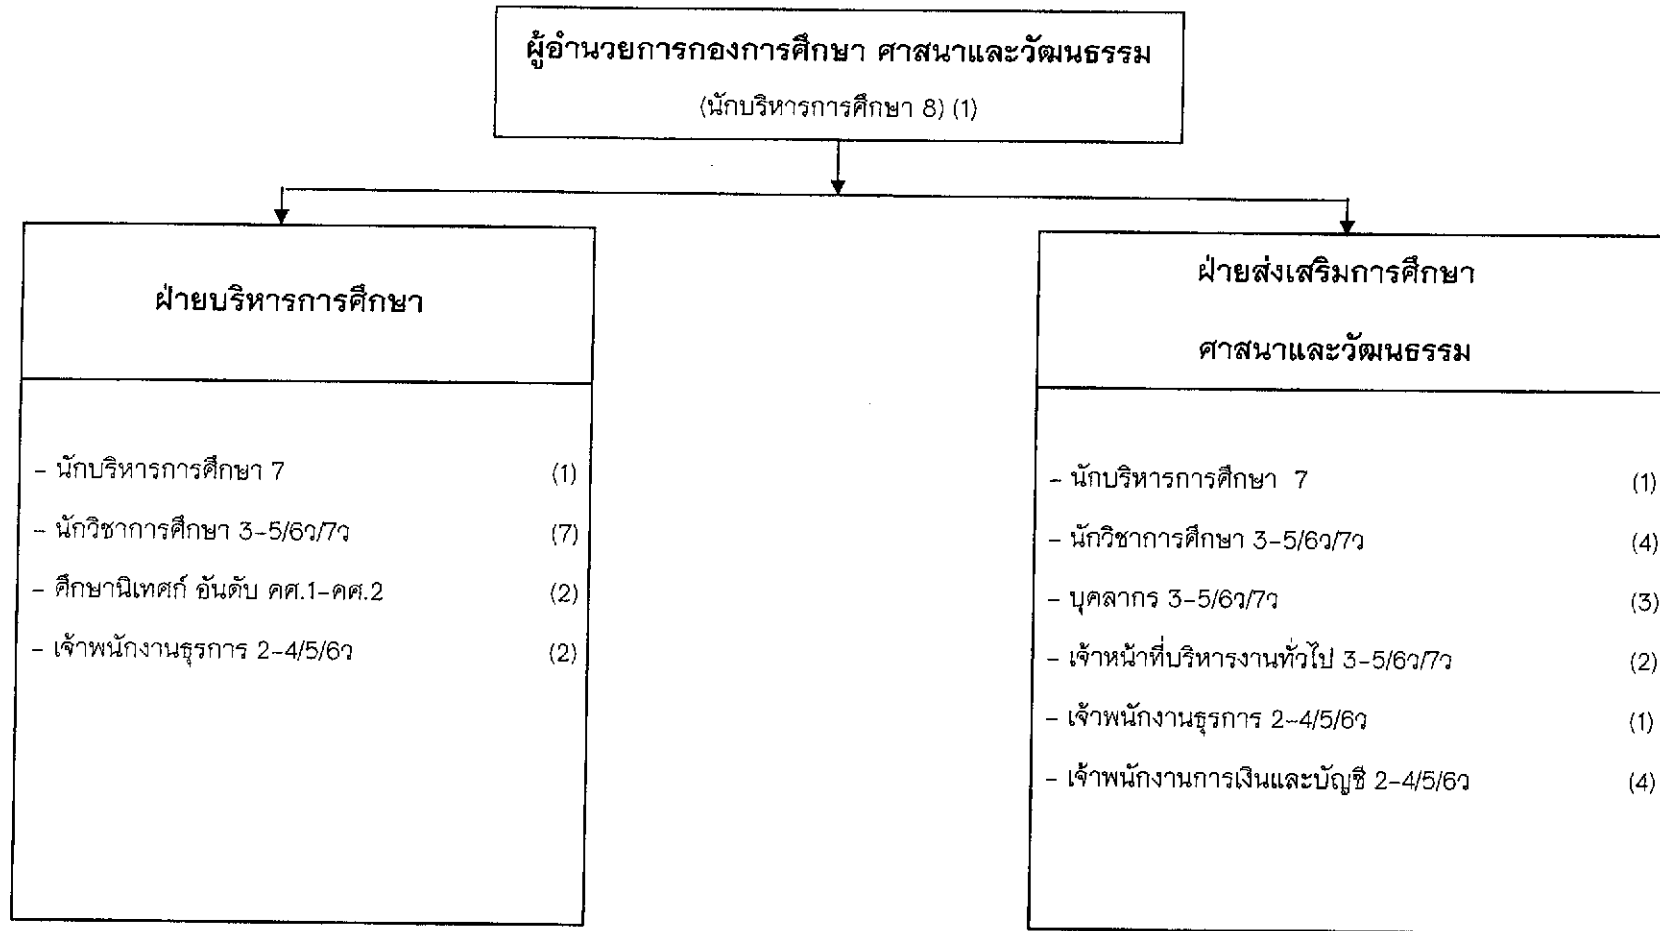 ผู้อำนวยการกองการศึกษา ศาสนาและวัฒนธรรม
(นักบริหารการศึกษา 8) (1)
ฝ่ายบริหารการศึกษา
– นักบริหารการศึกษา 7 (1)
– นักวิชาการศึกษา 3–5/6ว/7ว (7)
– ศึกษานิเทศก์ อันดับ คศ.1–คศ.2 (2)
– เจ้าพนักงานธุรการ 2–4/5/6ว (2)
ฝ่ายส่งเสริมการศึกษา
ศาสนาและวัฒนธรรม
– นักบริหารการศึกษา 7 (1)
– นักวิชาการศึกษา 3–5/6ว/7ว (4)
– บุคลากร 3–5/6ว/7ว (3)
– เจ้าหน้าที่บริหารงานทั่วไป 3–5/6ว/7ว (2)
– เจ้าพนักงานธุรการ 2–4/5/6ว (1)
– เจ้าพนักงานการเงินและบัญชี 2–4/5/6ว (4)